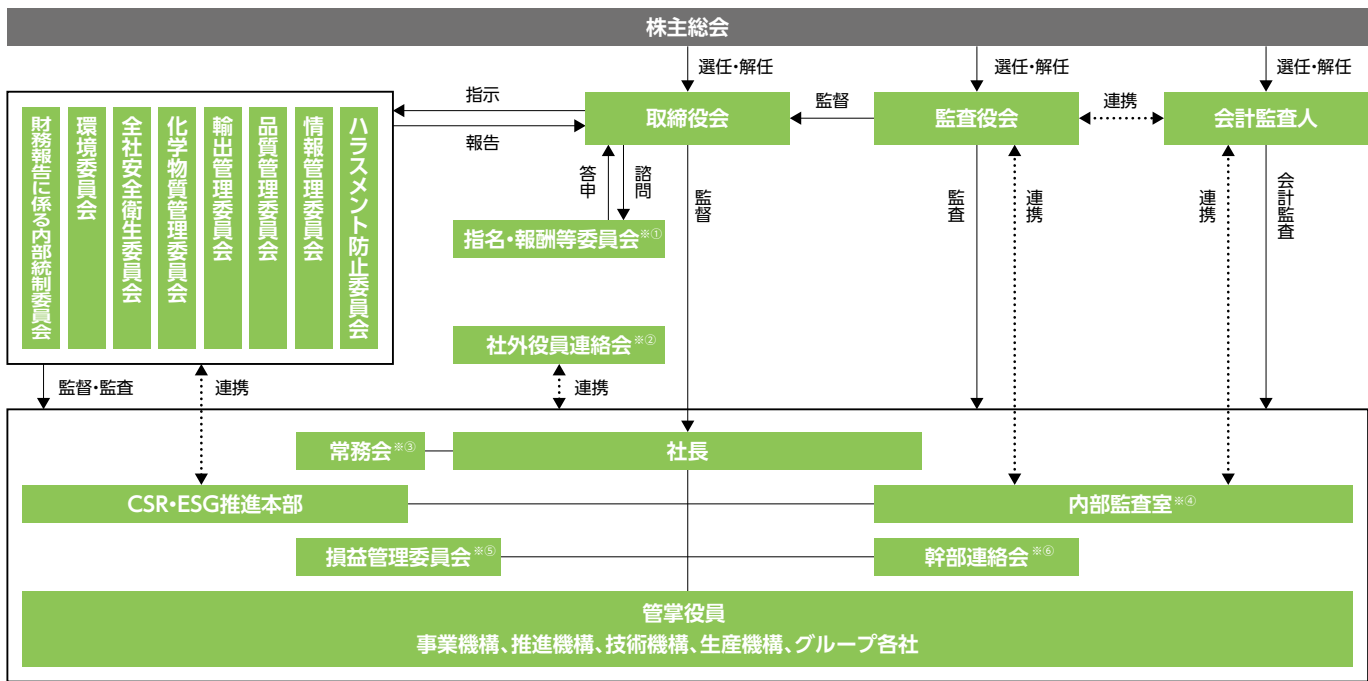 株主総会
選任・解任
選任・解任
選任・解任
指示
報告
取締役会
監督
監査役会
連携
会計監査人
財務報告に係る内部統制委員会
環境委員会
全社安全衛生委員会
化学物質管理委員会
輸出管理委員会
品質管理委員会
情報管理委員会
ハラスメント防止委員会
答申
諮問
監督
監査
連携
連携
会計監査
指名・報酬等委員会※①
社外役員連絡会※②
監督・監査
連携
連携
常務会※③
社長
CSR・ESG推進本部
内部監査室※④
損益管理委員会※⑤
幹部連絡会※⑥
管掌役員
事業機構、推進機構、技術機構、生産機構、グループ各社